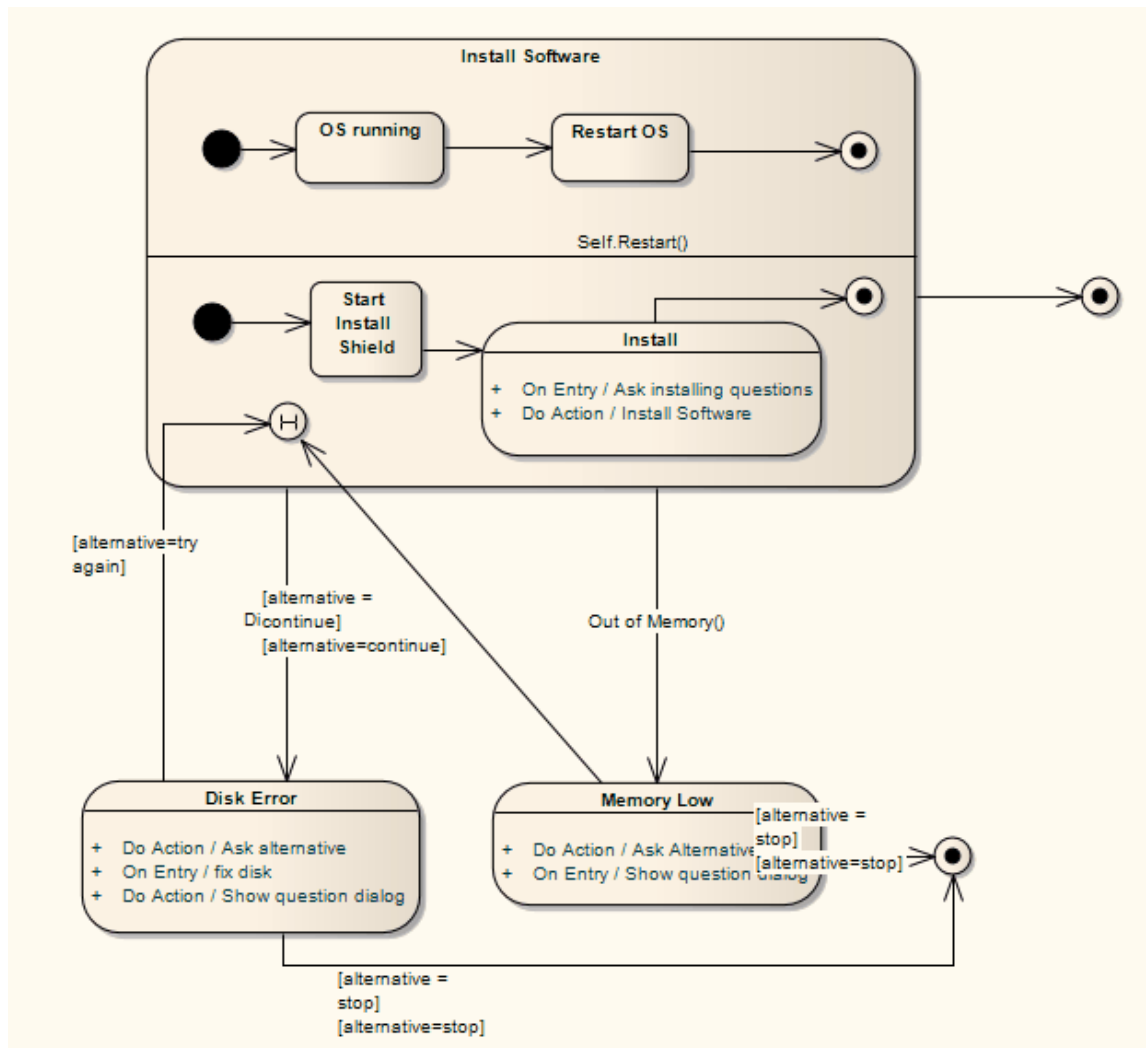 Install Software
OS running
Restart OS
Self.Restart()
Start
Install
Shield
Install
+ On Entry / Ask installing questions
+ Do Action / Install Software
H
[alternative=try
again]
[alternative =
Dicontinue]
[alternative=continue]
Out of Memory()
Disk Error
+ Do Action / Ask alternative
+ On Entry / fix disk
+ Do Action / Show question dialog
Memory Low
+ Do Action / Ask Alternative
+ On Entry / Show question dialog
[alternative =
stop]
[alternative=stop]
[alternative =
stop]
[alternative=stop]